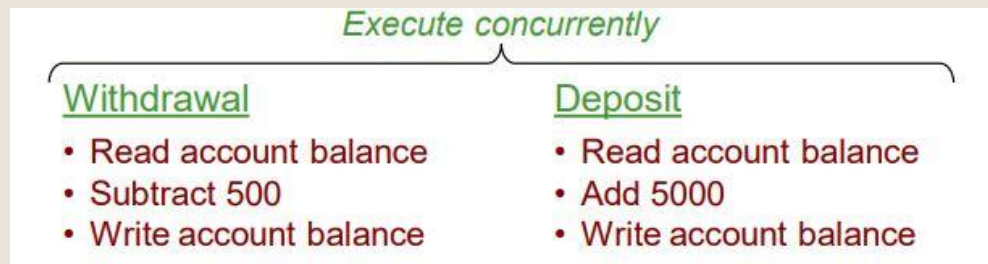 Execute concurrently
Withdrawal
• Read account balance
• Subtract 500
• Write account balance
Deposit
• Read account balance
• Add 5000
• Write account balance